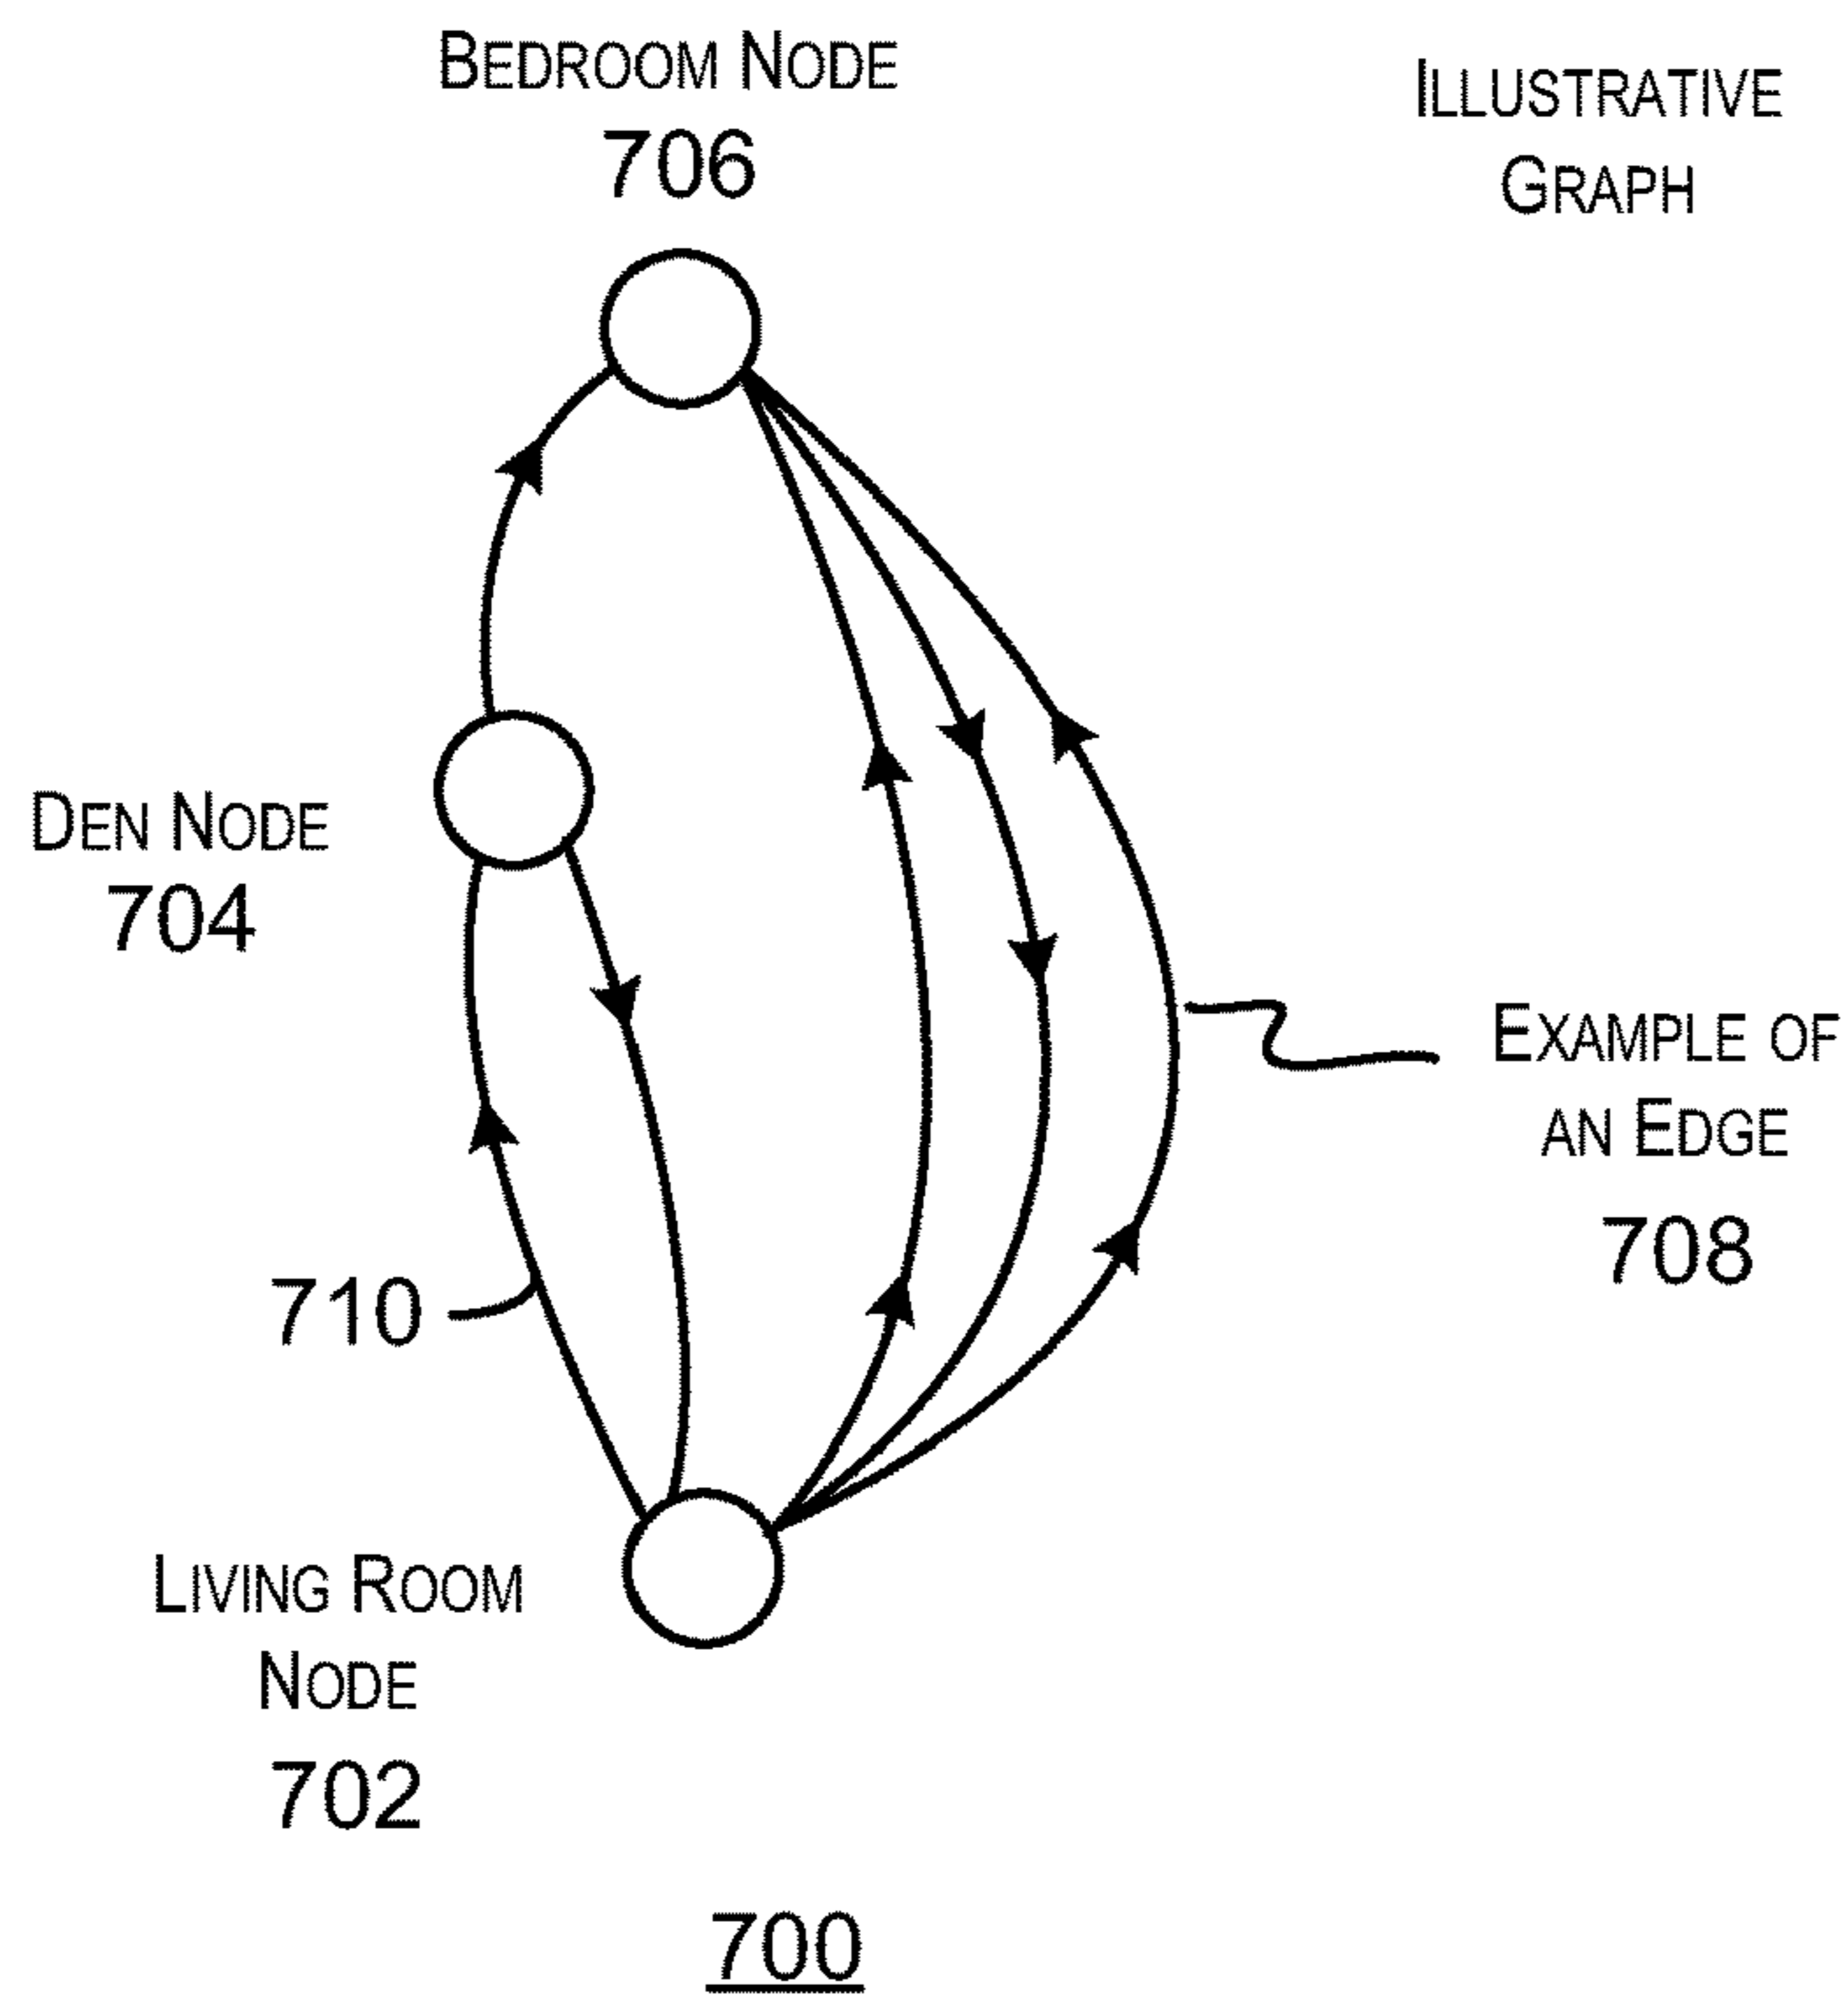 BEDROOM NODE
706
ILLUSTRATIVE
GRAPH
DEN NODE
704
EXAMPLE OF
AN EDGE
708
710
LIVING ROOM
NODE
702
700